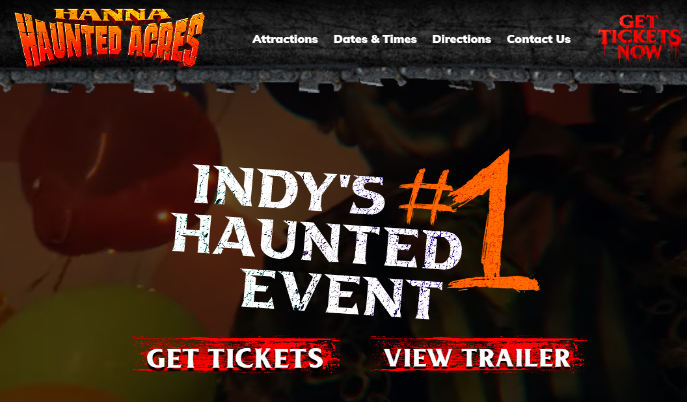 HANNA
HAUNTED ACRES
Attractions Dates & Times Directions Contact Us
GET
TICKETS
NOW
INDY'S #1
HAUNTED
EVENT
GET TICKETS VIEW TRAILER